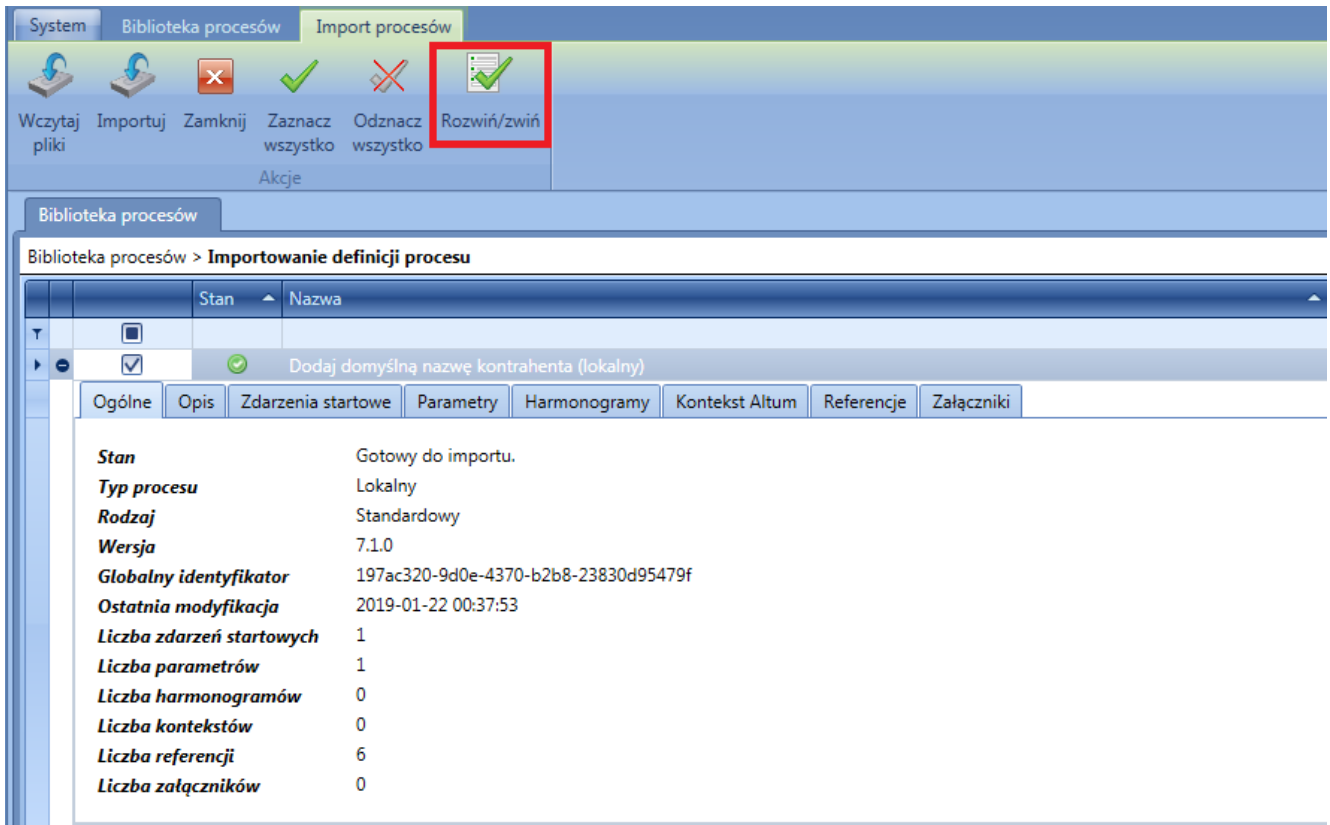 System Biblioteka procesów Import procesów
Wczytaj pliki Importuj Zamknij Zaznacz wszystko Odznacz wszystko Rozwiń/zwiń
Akcje
Biblioteka procesów
Biblioteka procesów > Importowanie definicji procesu
Stan Nazwa
Dodaj domyślną nazwę kontrahenta (lokalny)
Ogólne Opis Zdarzenia startowe Parametry Harmonogramy Kontekst Altum Referencje Załączniki
Stan Gotowy do importu.
Typ procesu Lokalny
Rodzaj Standardowy
Wersja 7.1.0
Globalny identyfikator 197ac320-9d0e-4370-b2b8-23830d95479f
Ostatnia modyfikacja 2019-01-22 00:37:53
Liczba zdarzeń startowych 1
Liczba parametrów 1
Liczba harmonogramów 0
Liczba kontekstów 0
Liczba referencji 6
Liczba załączników 0